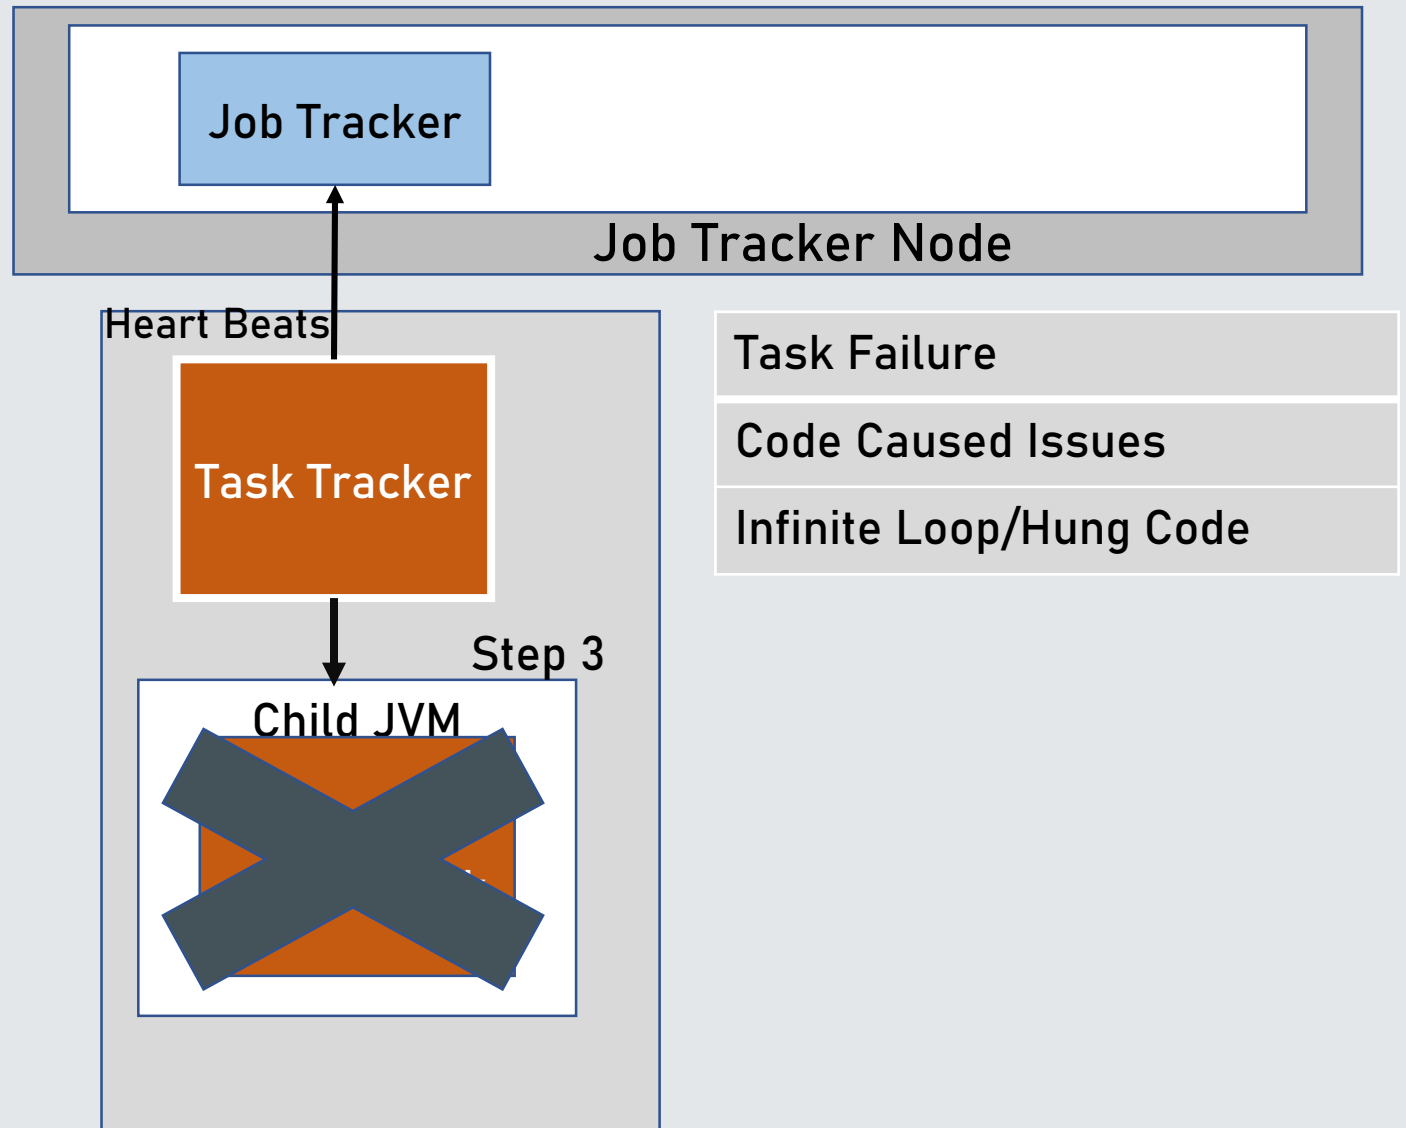 Job Tracker
Job Tracker Node
Heart Beats
Task Tracker
Step 3
Child JVM
Task Failure
Code Caused Issues
Infinite Loop/Hung Code